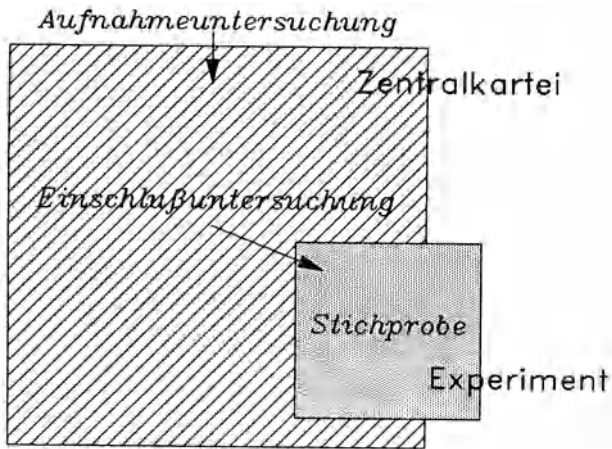 Aufnahmeuntersuchung
Zentralkartei
Einschlußuntersuchung
Stichprobe
Experiment